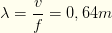 λ = v/f = 0,64m